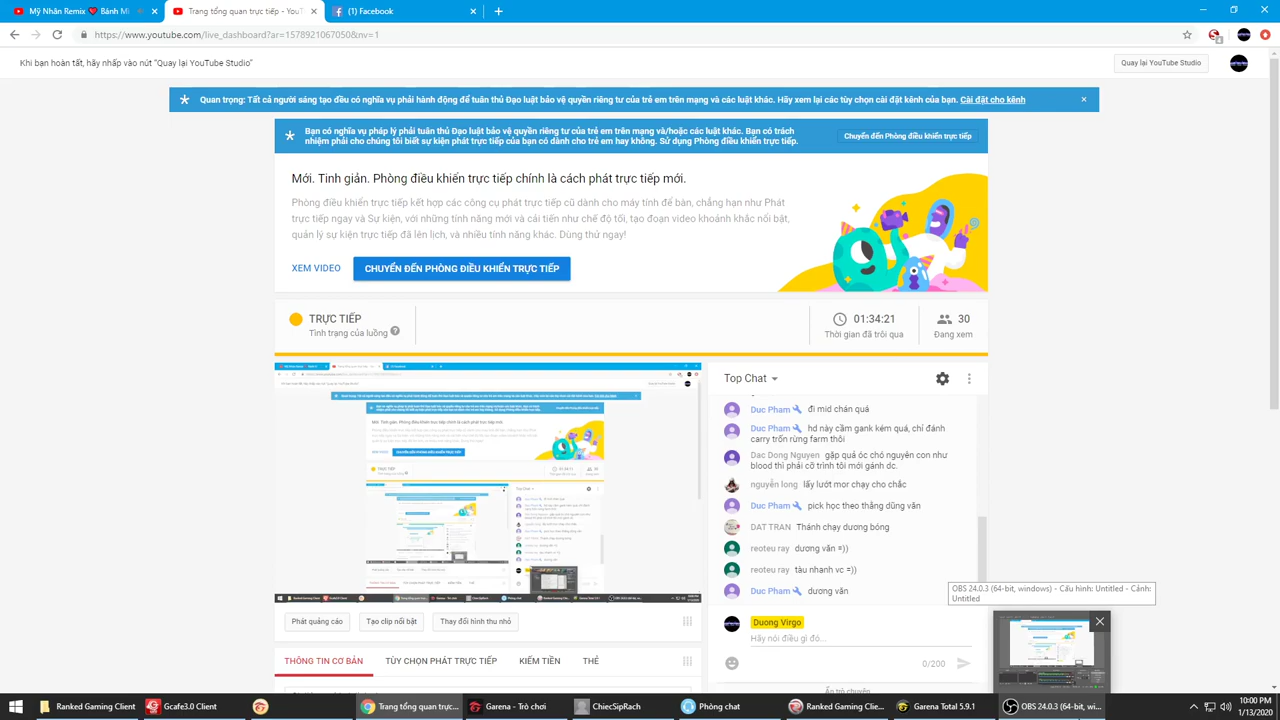 Mỹ Nhân Remix ❤ Bánh Mì
Trang tổng quan trực tiếp - YouT
(1) Facebook
https://www.youtube.com/live_dashboard?ar=1578921067050&nv=1
Khi bạn hoàn tất, hãy nhấp vào nút "Quay lại YouTube Studio"
Quay lại YouTube Studio
Quan trọng: Tất cả người sáng tạo đều có nghĩa vụ phải hành động để tuân thủ Đạo luật bảo vệ quyền riêng tư của trẻ em trên mạng và các luật khác. Hãy xem lại các tùy chọn cài đặt kênh của bạn. Cài đặt cho kênh
Bạn có nghĩa vụ pháp lý phải tuân thủ Đạo luật bảo vệ quyền riêng tư của trẻ em trên mạng và/hoặc các luật khác. Bạn có trách
nhiệm phải cho chúng tôi biết sự kiện phát trực tiếp của bạn có dành cho trẻ em hay không. Sử dụng Phòng điều khiển trực tiếp.
Chuyển đến Phòng điều khiển trực tiếp
Mới. Tinh giản. Phòng điều khiển trực tiếp chính là cách phát trực tiếp mới.
Phòng điều khiển trực tiếp kết hợp các công cụ phát trực tiếp cũ dành cho máy tính để bàn, chẳng hạn như Phát
trực tiếp ngay và Sự kiện, với những tính năng mới và cải tiến như chế độ tối, tạo đoạn video khoảnh khắc nổi bật,
quản lý sự kiện trực tiếp đã lên lịch, và nhiều tính năng khác. Dùng thử ngay!
XEM VIDEO
CHUYỂN ĐẾN PHÒNG ĐIỀU KHIỂN TRỰC TIẾP
TRỰC TIẾP
Tình trạng của luồng
01:34:21
Thời gian đã trôi qua
30
Đang xem
Top Chat
Duc Pham đi mid chán quá
Duc Pham hd này cầm gank kém quá, chỉ đánh
carry trốn rừng farm thôi
Dac Dong Nguyen gặp quả óc chó nguyên con như
blood thì phải cỡ trình tôi mới gánh dc.
nguyễn long lấy lướt mor chạy cho chắc
Duc Pham pick học theo thằng dũng văn
DAT TRAN Thánh chạy dương bóng
reoteu ray dương văn =))
reoteu ray tàu nhanh vc =))
Duc Pham dương văn
OBS 24.0.3 (64-bit, windows) - Cấu hình: Untitled - Cảnh:
Untitled
Duong Virgo
Hãy nói điều gì đó...
0/200
Ẩn trò chuyện
Phát quảng cáo
Tạo clip nổi bật
Thay đổi hình thu nhỏ
THÔNG TIN CƠ BẢN
TÙY CHỌN PHÁT TRỰC TIẾP
KIẾM TIỀN
THẺ
Ranked Gaming Client
Gcafe3.0 Client
Trang tổng quan trực...
Garena - Trò chơi
ChiecSipRach
Phòng chat
Ranked Gaming Clie...
Garena Total 5.9.1
OBS 24.0.3 (64-bit, wi...
10:00 PM
1/13/2020